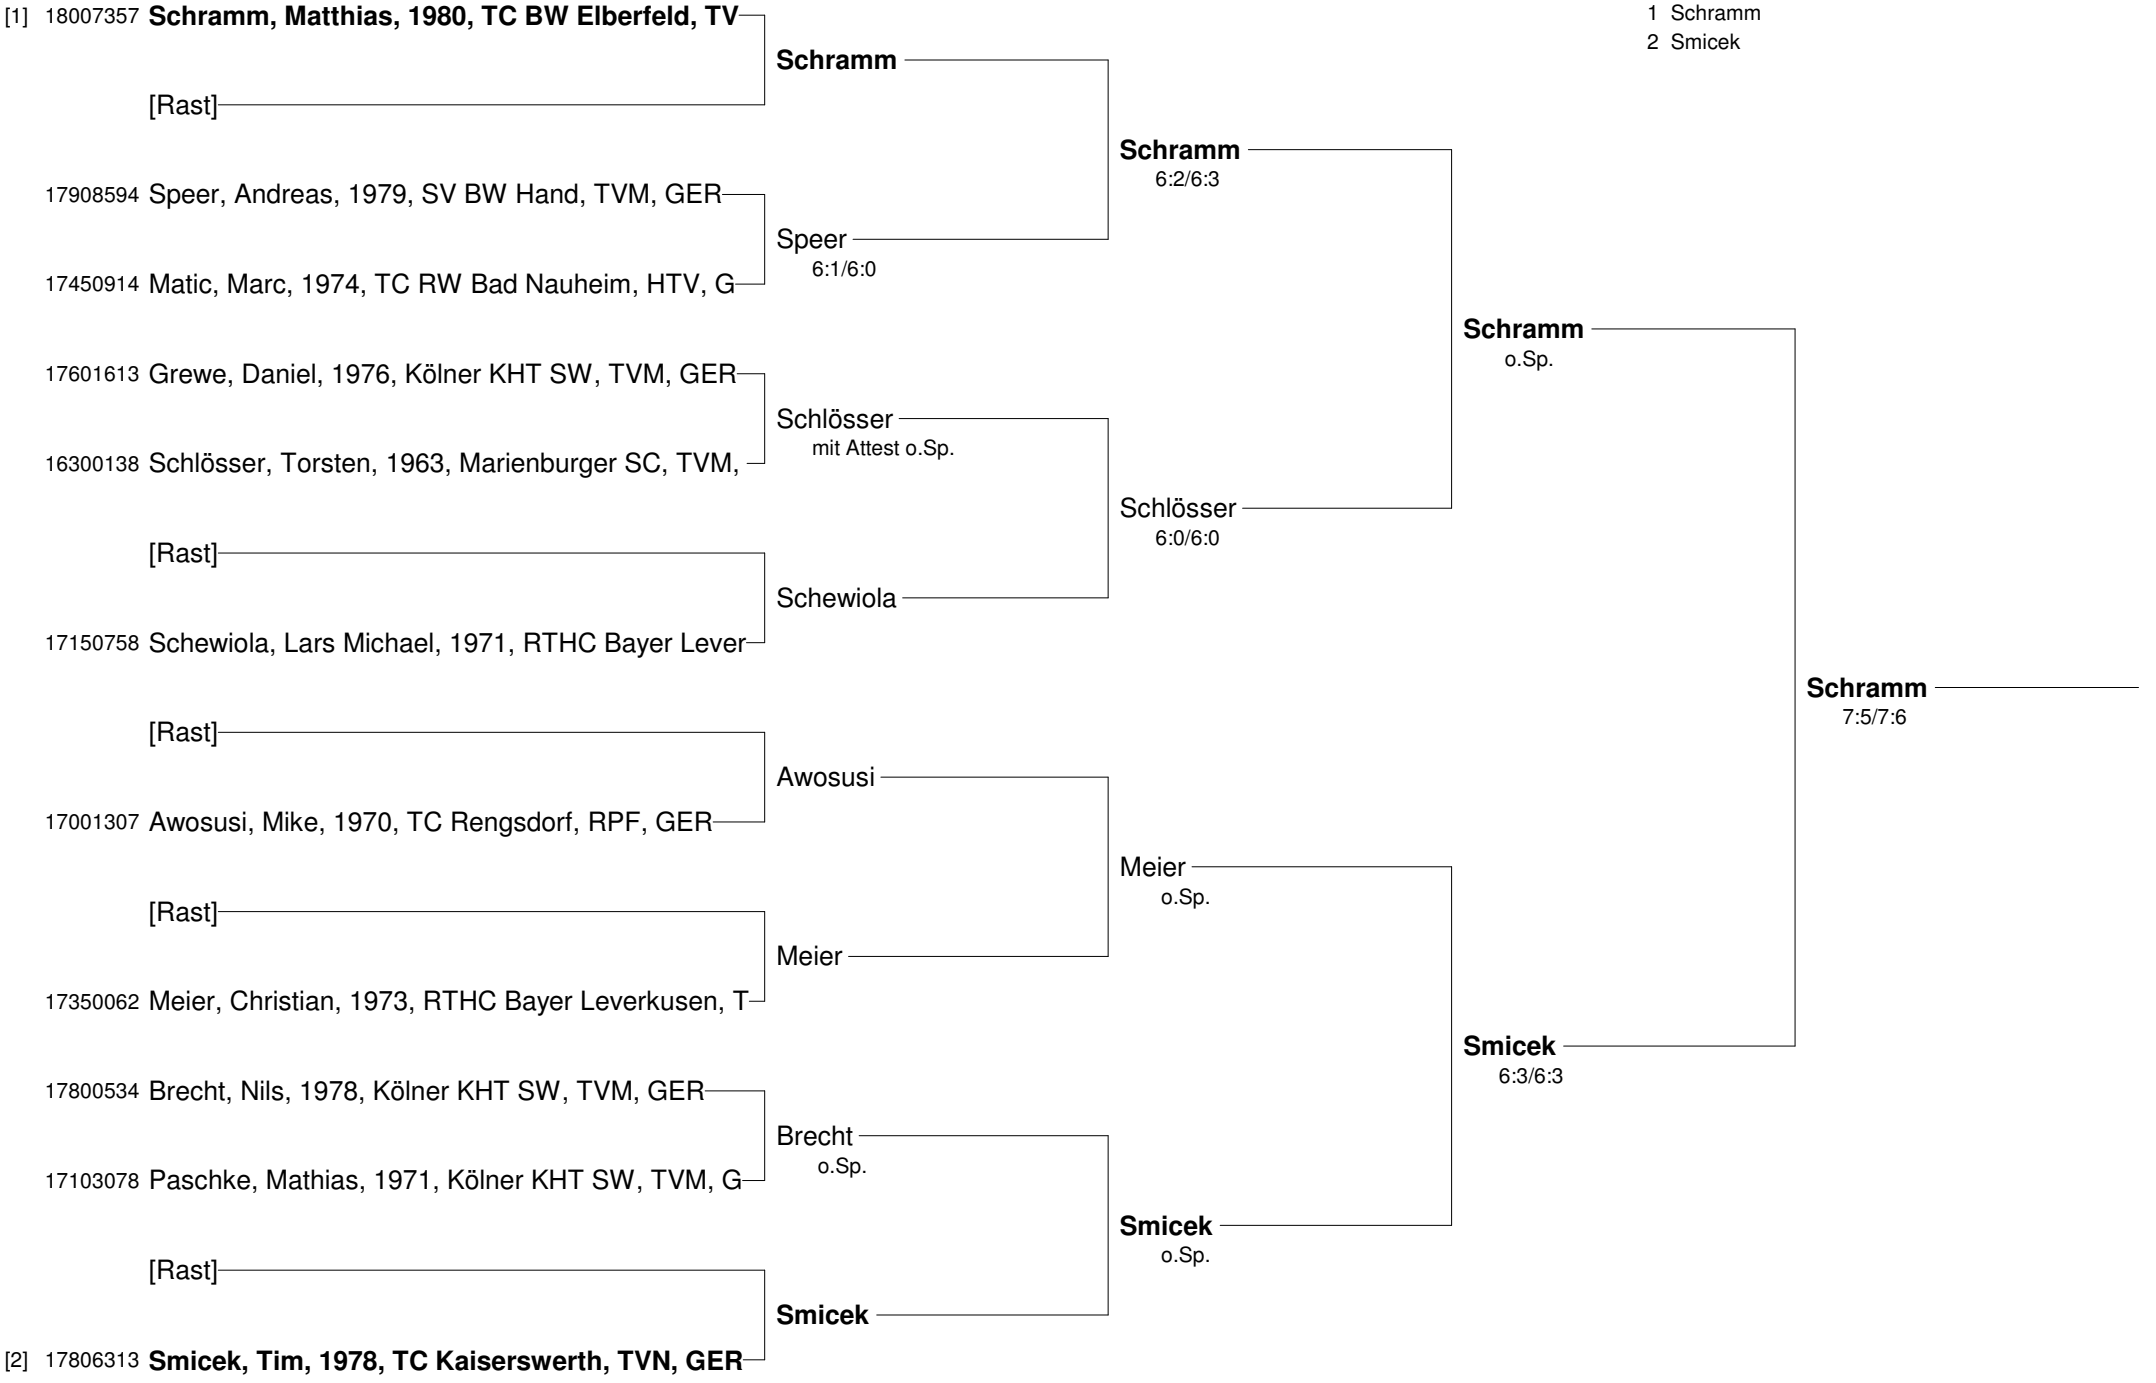 [1] 18007357 Schramm, Matthias, 1980, TC BW Elberfeld, TV
1 Schramm
2 Smicek
Schramm
[Rast]
Schramm
6:2/6:3
17908594 Speer, Andreas, 1979, SV BW Hand, TVM, GER
Speer
6:1/6:0
17450914 Matic, Marc, 1974, TC RW Bad Nauheim, HTV, G
Schramm
o.Sp.
17601613 Grewe, Daniel, 1976, Kölner KHT SW, TVM, GER
Schlösser
mit Attest o.Sp.
16300138 Schlösser, Torsten, 1963, Marienburger SC, TVM,
Schlösser
6:0/6:0
[Rast]
Schewiola
17150758 Schewiola, Lars Michael, 1971, RTHC Bayer Lever
Schramm
7:5/7:6
[Rast]
Awosusi
17001307 Awosusi, Mike, 1970, TC Rengsdorf, RPF, GER
Meier
o.Sp.
[Rast]
Meier
17350062 Meier, Christian, 1973, RTHC Bayer Leverkusen, T
Smicek
6:3/6:3
17800534 Brecht, Nils, 1978, Kölner KHT SW, TVM, GER
Brecht
o.Sp.
17103078 Paschke, Mathias, 1971, Kölner KHT SW, TVM, G
Smicek
o.Sp.
[Rast]
Smicek
[2] 17806313 Smicek, Tim, 1978, TC Kaiserswerth, TVN, GER